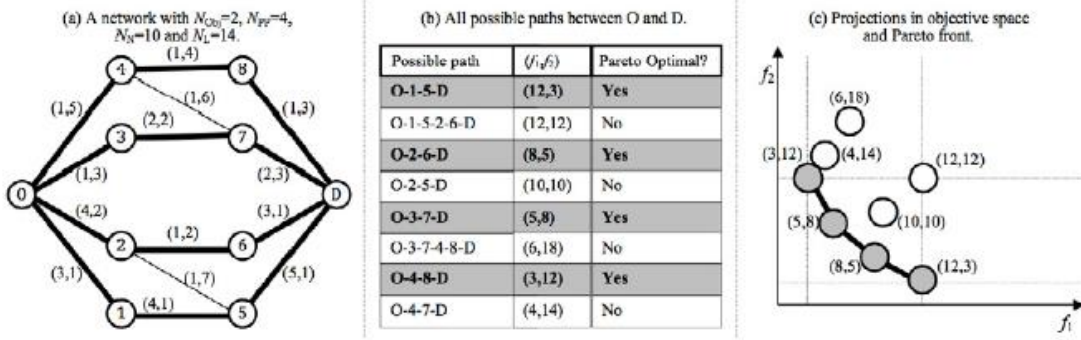 (a) A network with N_Obj=2, N_PF=4,
N_N=10 and N_L=14.
(1,4)
4
8
(1,5)
(1,6)
(1,3)
3
(2,2)
7
(1,3)
(2,3)
O
D
(4,2)
(3,1)
2
(1,2)
6
(3,1)
(1,7)
(5,1)
1
(4,1)
5
(b) All possible paths between O and D.
Possible path (f₁,f₂) Pareto Optimal?
O-1-5-D (12,3) Yes
O-1-5-2-6-D (12,12) No
O-2-6-D (8,5) Yes
O-2-5-D (10,10) No
O-3-7-D (5,8) Yes
O-3-7-4-8-D (6,18) No
O-4-8-D (3,12) Yes
O-4-7-D (4,14) No
(c) Projections in objective space
and Pareto front.
f₂
(6,18)
(3,12)
(4,14)
(12,12)
(5,8)
(10,10)
(8,5)
(12,3)
f₁